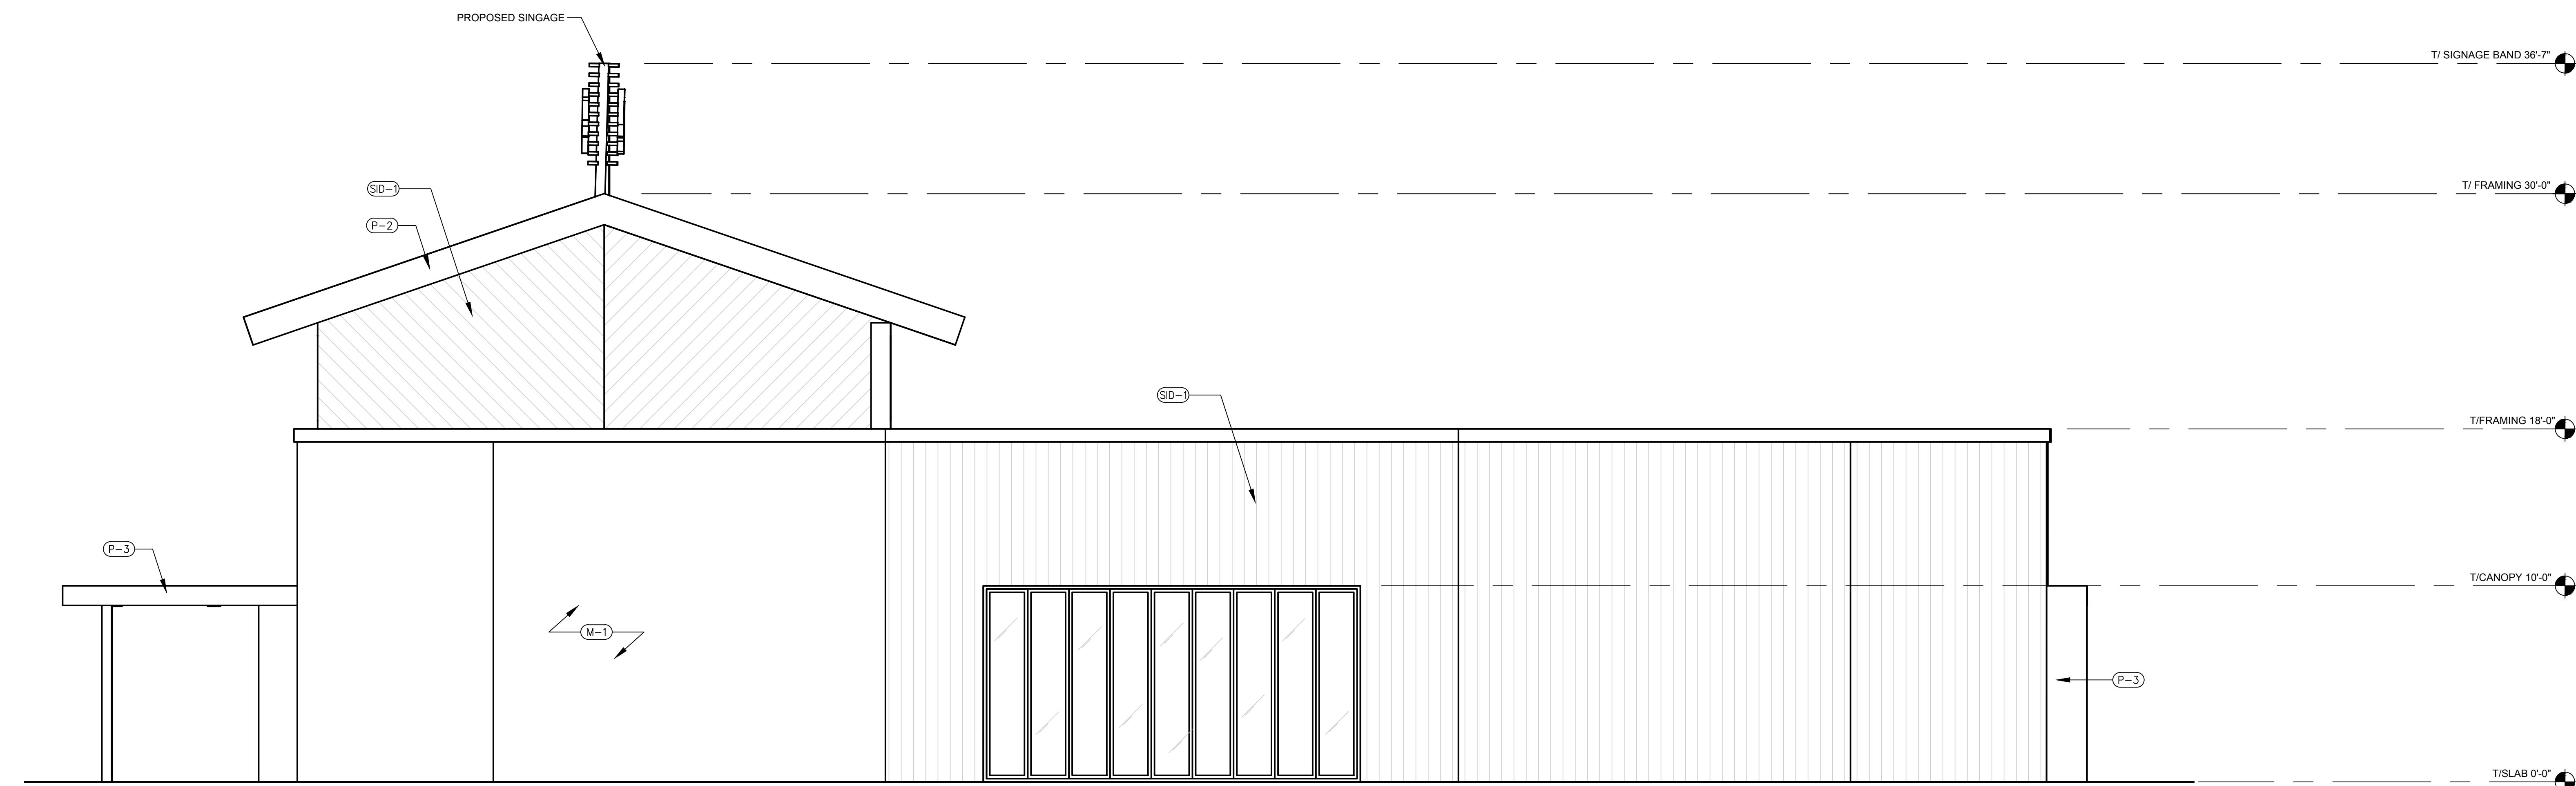 PROPOSED SINGAGE
T/ SIGNAGE BAND 36'-7"
T/ FRAMING 30'-0"
SID-1
P-2
SID-1
T/FRAMING 18'-0"
P-3
T/CANOPY 10'-0"
M-1
P-3
T/SLAB 0'-0"